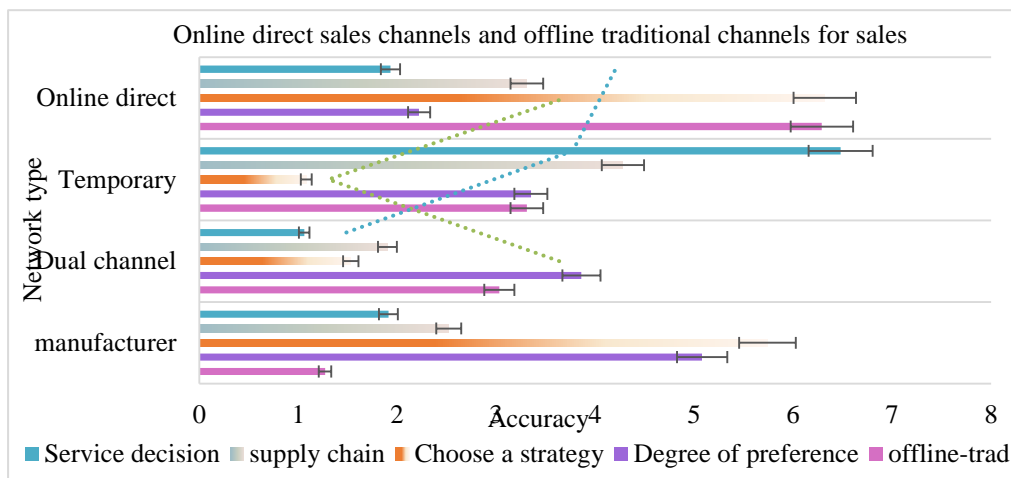 Online direct sales channels and offline traditional channels for sales
Network type
Online direct
Temporary
Dual channel
manufacturer
0 1 2 3 4 5 6 7 8
Accuracy
Service decision supply chain Choose a strategy Degree of preference offline-trad